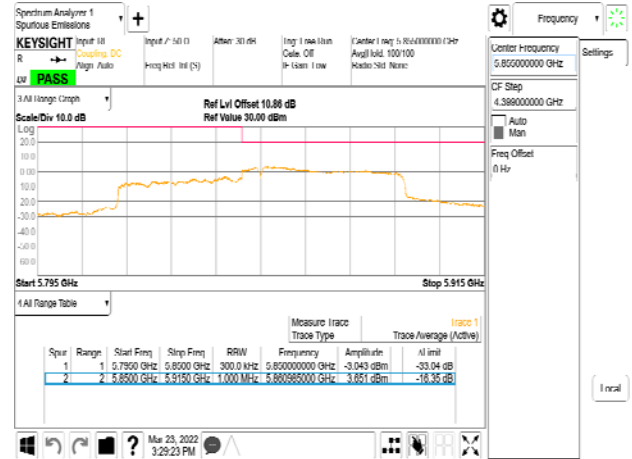 Spectrum Analyzer 1
Spurious Emissions
Frequency
KEYSIGHT
Input: RF
Input Z: 50 Ω
Atten: 30 dB
Trig: Free Run
Center Freq: 5.855000000 GHz
R
Coupling: DC
Gate: Off
Avg|Hold: 100/100
Align: Auto
Freq Ref: Int (S)
IF Gain: Low
Radio Std: None
PASS
Center Frequency
5.855000000 GHz
Settings
CF Step
4.399000000 GHz
Auto
Man
Freq Offset
0 Hz
3 All Range Graph
Ref Lvl Offset 10.86 dB
Scale/Div 10.0 dB
Ref Value 30.00 dBm
Log
20.0
10.0
0.00
-10.0
-20.0
-30.0
-40.0
-50.0
-60.0
Start 5.795 GHz
Stop 5.915 GHz
4 All Range Table
Measure Trace
Trace 1
Trace Type
Trace Average (Active)
Spur Range Start Freq Stop Freq RBW Frequency Amplitude Δ Limit
1 1 5.7950 GHz 5.8500 GHz 300.0 kHz 5.850000000 GHz -3.043 dBm -33.04 dB
2 2 5.8500 GHz 5.9150 GHz 1.000 MHz 5.860985000 GHz 3.651 dBm -16.35 dB
Local
?
Mar 23, 2022
3:29:23 PM